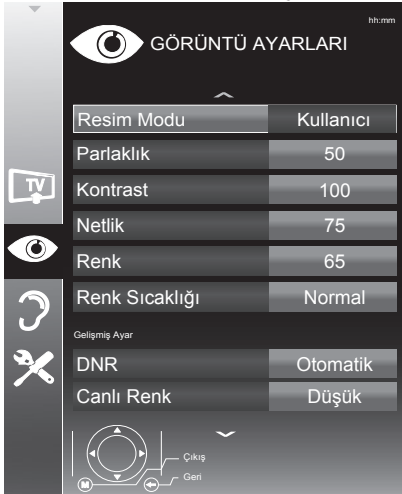 hh:mm
GÖRÜNTÜ AYARLARI
Resim Modu Kullanıcı
Parlaklık 50
Kontrast 100
TV
Netlik 75
Renk 65
Renk Sıcaklığı Normal
Gelişmiş Ayar
DNR Otomatik
Canlı Renk Düşük
Çıkış
M Geri